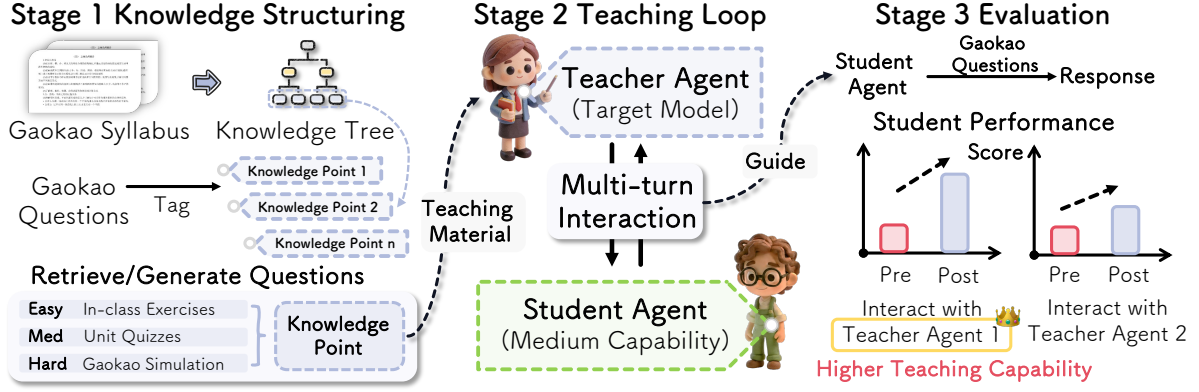 Stage 1 Knowledge Structuring
Gaokao Syllabus
Knowledge Tree
Gaokao
Questions
Tag
Knowledge Point 1
Knowledge Point 2
Knowledge Point n
Retrieve/Generate Questions
Easy In-class Exercises
Med Unit Quizzes
Hard Gaokao Simulation
Knowledge
Point
Teaching
Material
Stage 2 Teaching Loop
Teacher Agent
(Target Model)
Multi-turn
Interaction
Guide
Student Agent
(Medium Capability)
Stage 3 Evaluation
Student
Agent
Gaokao
Questions
Response
Student Performance
Score
Pre
Post
Pre
Post
Interact with
Teacher Agent 1
Interact with
Teacher Agent 2
Higher Teaching Capability